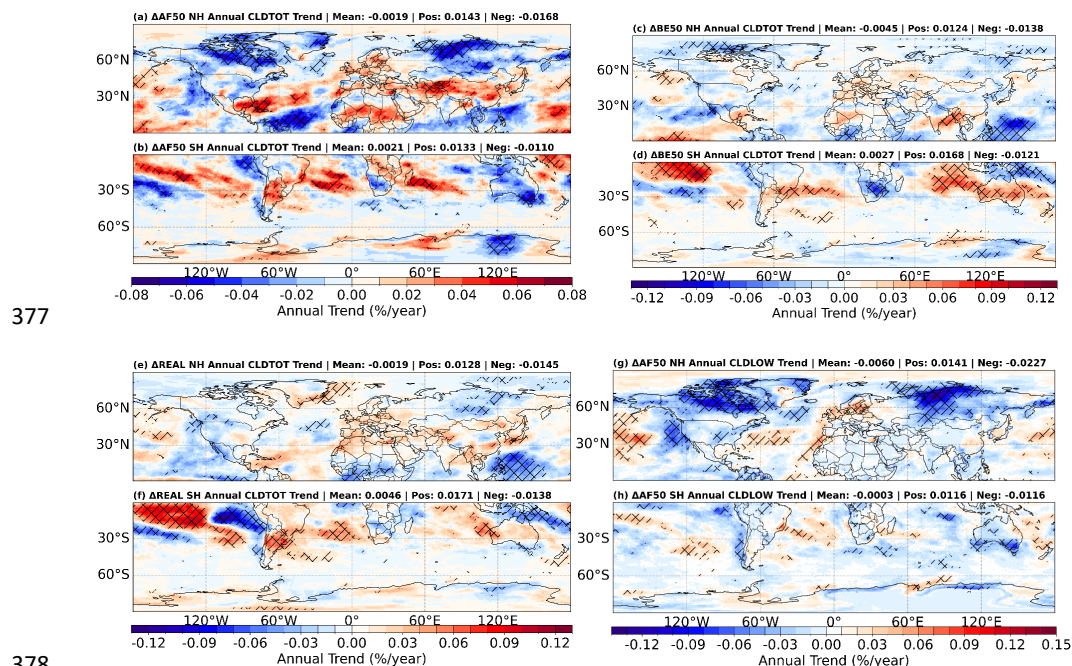 (a) ΔAF50 NH Annual CLDTOT Trend | Mean: -0.0019 | Pos: 0.0143 | Neg: -0.0168
60°N
30°N
(b) ΔAF50 SH Annual CLDTOT Trend | Mean: 0.0021 | Pos: 0.0133 | Neg: -0.0110
30°S
60°S
120°W 60°W 0° 60°E 120°E
-0.08 -0.06 -0.04 -0.02 0.00 0.02 0.04 0.06 0.08
Annual Trend (%/year)
(c) ΔBE50 NH Annual CLDTOT Trend | Mean: -0.0045 | Pos: 0.0124 | Neg: -0.0138
60°N
30°N
(d) ΔBE50 SH Annual CLDTOT Trend | Mean: 0.0027 | Pos: 0.0168 | Neg: -0.0121
30°S
60°S
120°W 60°W 0° 60°E 120°E
-0.12 -0.09 -0.06 -0.03 0.00 0.03 0.06 0.09 0.12
Annual Trend (%/year)
377
(e) ΔREAL NH Annual CLDTOT Trend | Mean: -0.0019 | Pos: 0.0128 | Neg: -0.0145
60°N
30°N
(f) ΔREAL SH Annual CLDTOT Trend | Mean: 0.0046 | Pos: 0.0171 | Neg: -0.0138
30°S
60°S
120°W 60°W 0° 60°E 120°E
-0.12 -0.09 -0.06 -0.03 0.00 0.03 0.06 0.09 0.12
Annual Trend (%/year)
(g) ΔAF50 NH Annual CLDLOW Trend | Mean: -0.0060 | Pos: 0.0141 | Neg: -0.0227
60°N
30°N
(h) ΔAF50 SH Annual CLDLOW Trend | Mean: -0.0003 | Pos: 0.0116 | Neg: -0.0116
30°S
60°S
120°W 60°W 0° 60°E 120°E
-0.12 -0.09 -0.06 -0.03 0.00 0.03 0.06 0.09 0.12 0.15
Annual Trend (%/year)
378